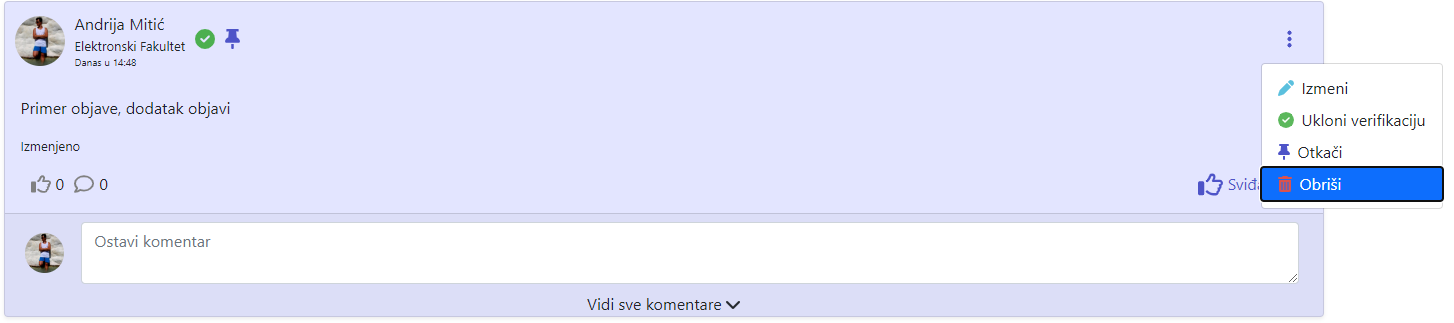 Andrija Mitić
Elektronski Fakultet
Danas u 14:48
Primer objave, dodatak objavi
Izmenjeno
0 0
Izmeni
Ukloni verifikaciju
Otkači
Obriši
Ostavi komentar
Vidi sve komentare